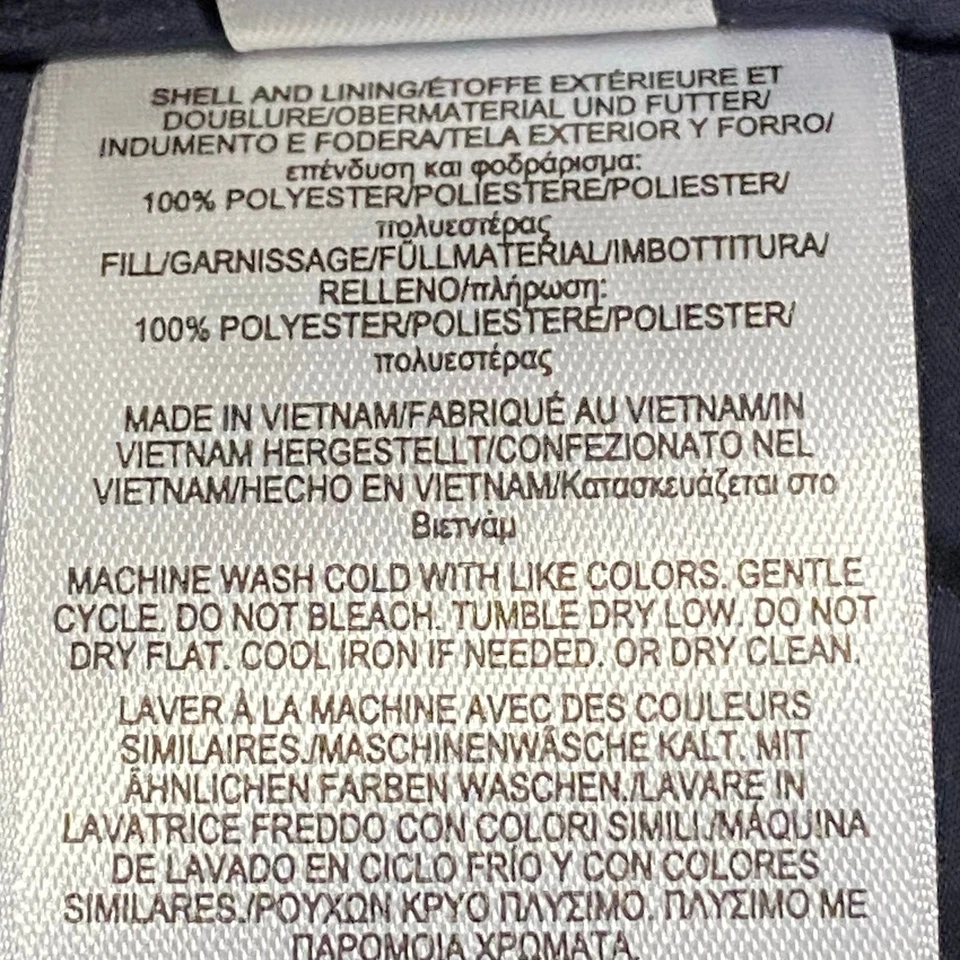 SHELL AND LINING/ÉTOFFE EXTÉRIEURE ET
DOUBLURE/OBERMATERIAL UND FUTTER/
INDUMENTO E FODERA/TELA EXTERIOR Y FORRO/
επένδυση και φοδράρισμα:
100% POLYESTER/POLIESTERE/POLIESTER/
πολυεστέρας
FILL/GARNISSAGE/FÜLLMATERIAL/IMBOTTITURA/
RELLENO/πλήρωση:
100% POLYESTER/POLIESTERE/POLIESTER/
πολυεστέρας
MADE IN VIETNAM/FABRIQUÉ AU VIETNAM/IN
VIETNAM HERGESTELLT/CONFEZIONATO NEL
VIETNAM/HECHO EN VIETNAM/Κατασκευάζεται στο
Βιετνάμ
MACHINE WASH COLD WITH LIKE COLORS. GENTLE
CYCLE. DO NOT BLEACH. TUMBLE DRY LOW. DO NOT
DRY FLAT. COOL IRON IF NEEDED. OR DRY CLEAN.
LAVER À LA MACHINE AVEC DES COULEURS
SIMILAIRES./MASCHINENWÄSCHE KALT. MIT
ÄHNLICHEN FARBEN WASCHEN./LAVARE IN
LAVATRICE FREDDO CON COLORI SIMILI./MÁQUINA
DE LAVADO EN CICLO FRÍO Y CON COLORES
SIMILARES./ΡΟΥΧΩΝ ΚΡΥΟ ΠΛΥΣΙΜΟ. ΠΛΥΣΙΜΟ ΜΕ
ΠΑΡΟΜΟΙΑ ΧΡΩΜΑΤΑ.